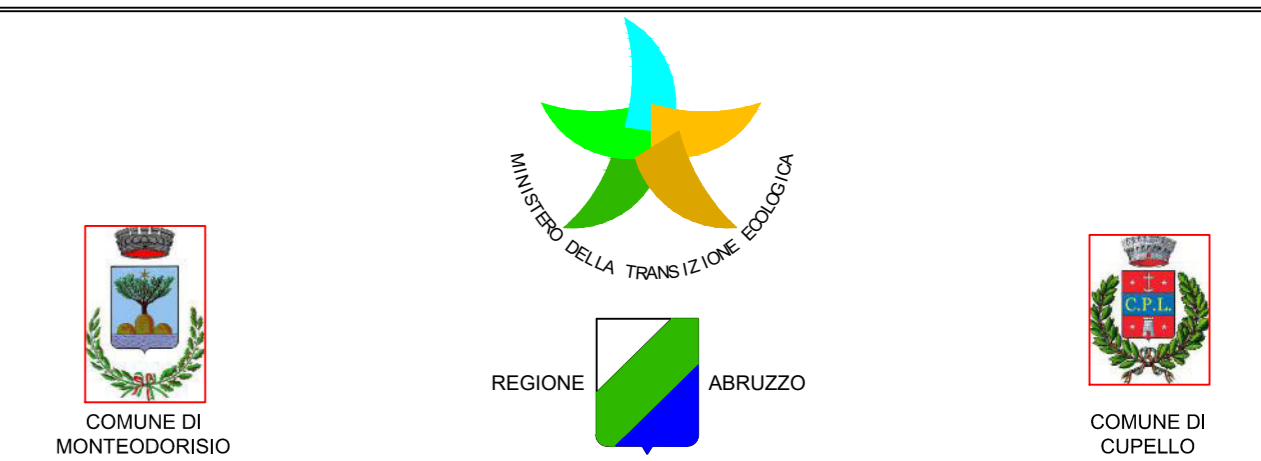 MINISTERO DELLA TRANSIZIONE ECOLOGICA
REGIONE ABRUZZO
C.P.L.
COMUNE DI
MONTEODORISIO
COMUNE DI
CUPELLO